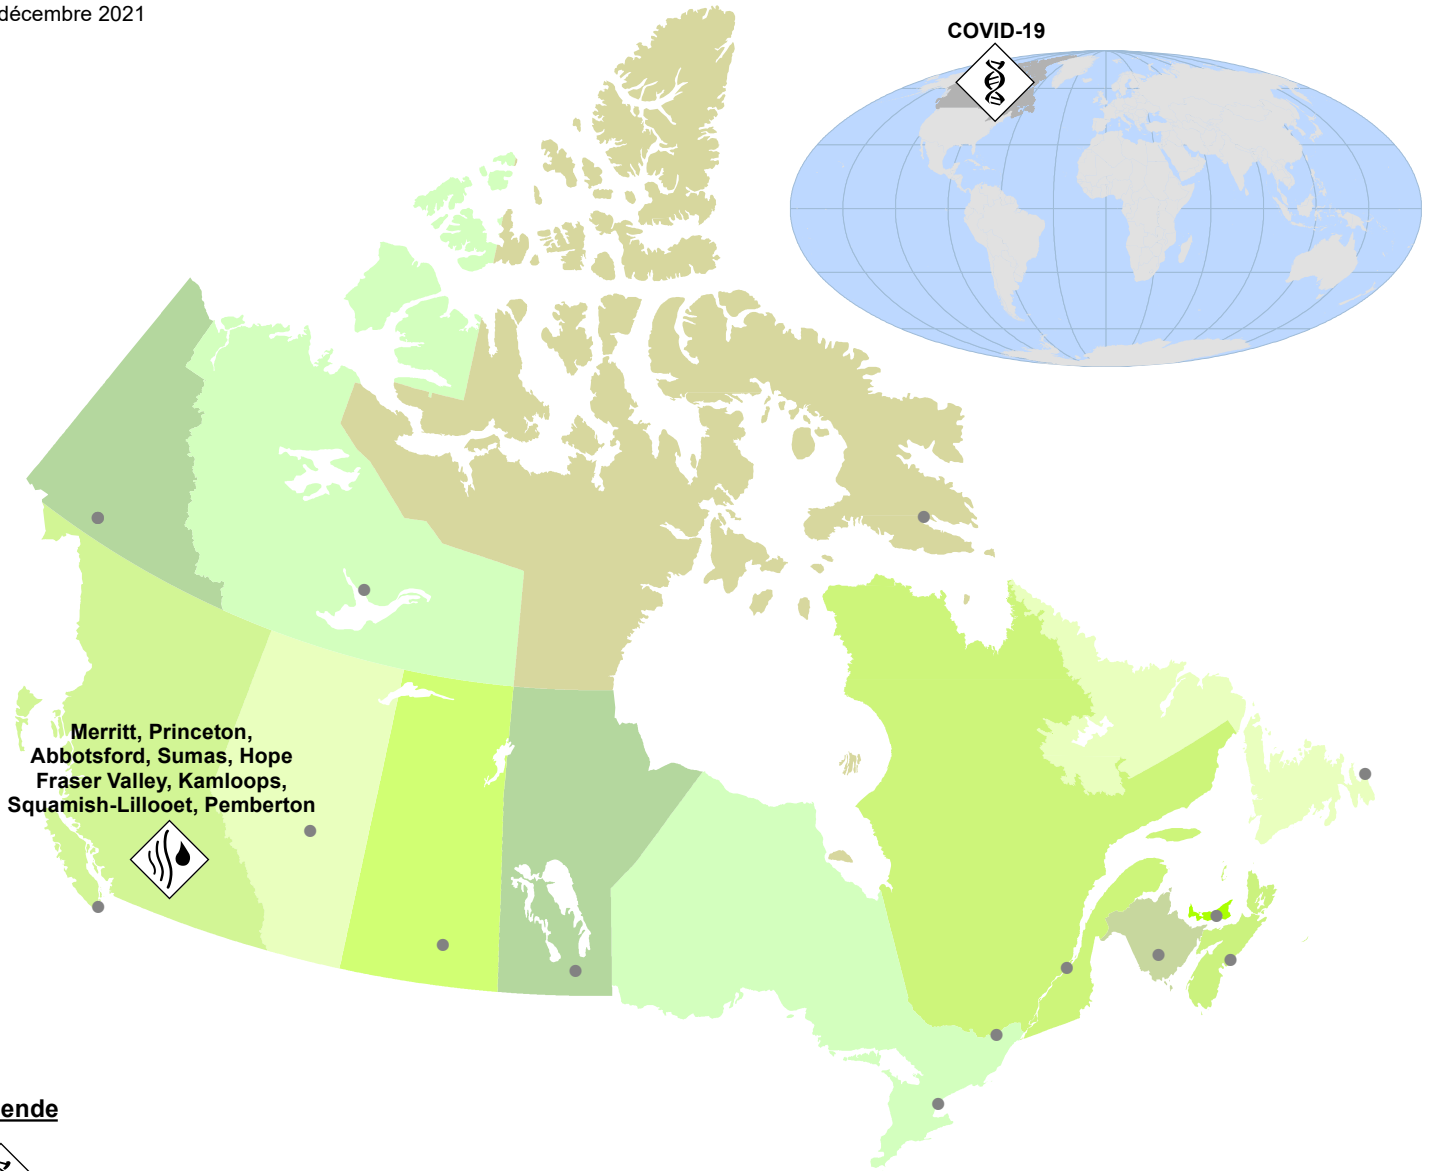 décembre 2021
COVID-19
Merritt, Princeton,
Abbotsford, Sumas, Hope
Fraser Valley, Kamloops,
Squamish-Lillooet, Pemberton
ende